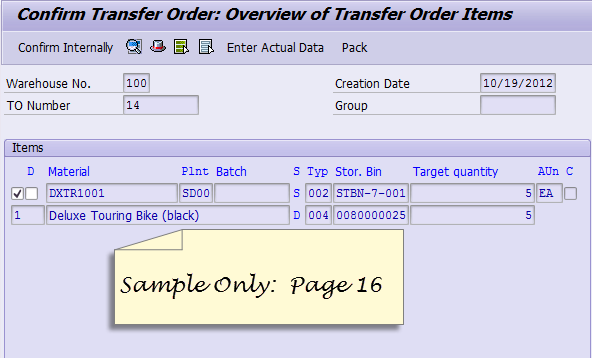 Confirm Transfer Order: Overview of Transfer Order Items
Confirm Internally Enter Actual Data Pack
Warehouse No. 100 Creation Date 10/19/2012
TO Number 14 Group
Items
D Material Plnt Batch S Typ Stor. Bin Target quantity AUn C
DXTR1001 SD00 S 002 STBN-7-001 5 EA
1 Deluxe Touring Bike (black) D 004 0080000025 5
Sample Only: Page 16